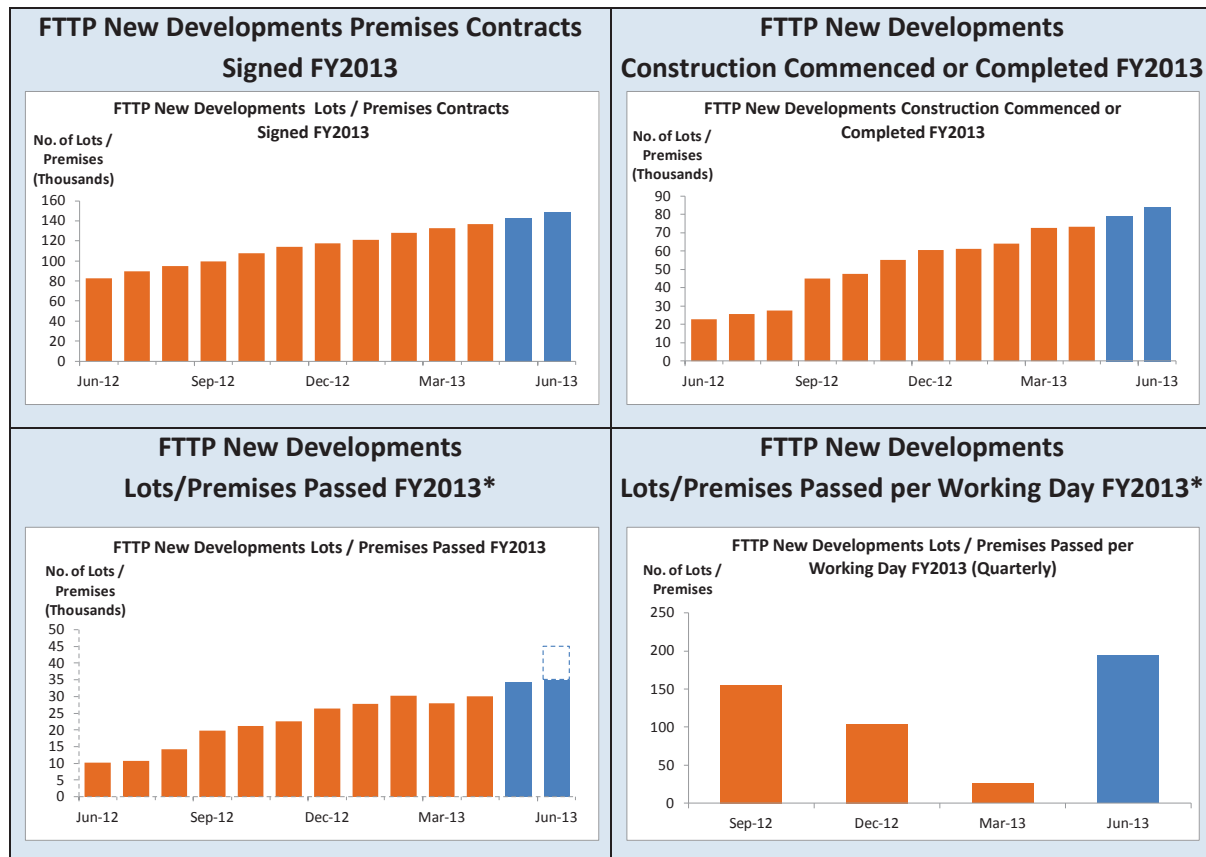 FTTP New Developments Premises Contracts
Signed FY2013
FTTP New Developments Lots / Premises Contracts
Signed FY2013
No. of Lots /
Premises
(Thousands)
160
140
120
100
80
60
40
20
0
Jun-12 Sep-12 Dec-12 Mar-13 Jun-13
FTTP New Developments
Construction Commenced or Completed FY2013
FTTP New Developments Construction Commenced or
Completed FY2013
No. of Lots /
Premises
(Thousands)
90
80
70
60
50
40
30
20
10
0
Jun-12 Sep-12 Dec-12 Mar-13 Jun-13
FTTP New Developments
Lots/Premises Passed FY2013*
FTTP New Developments Lots / Premises Passed FY2013
No. of Lots /
Premises
(Thousands)
50
45
40
35
30
25
20
15
10
5
0
Jun-12 Sep-12 Dec-12 Mar-13 Jun-13
FTTP New Developments
Lots/Premises Passed per Working Day FY2013*
FTTP New Developments Lots / Premises Passed per
Working Day FY2013 (Quarterly)
No. of Lots /
Premises
250
200
150
100
50
0
Sep-12 Dec-12 Mar-13 Jun-13